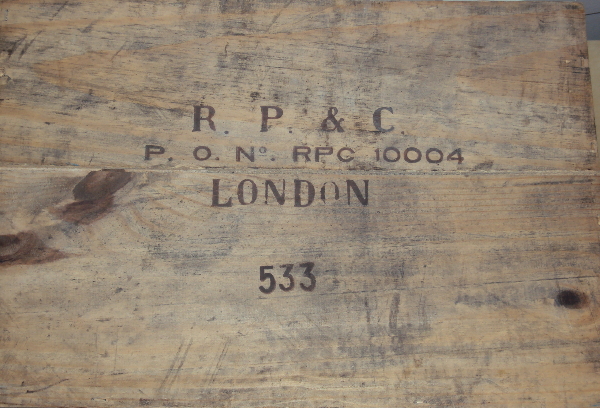 R. P. & C.
P. O. Nº. RPC 10004
LONDON
533